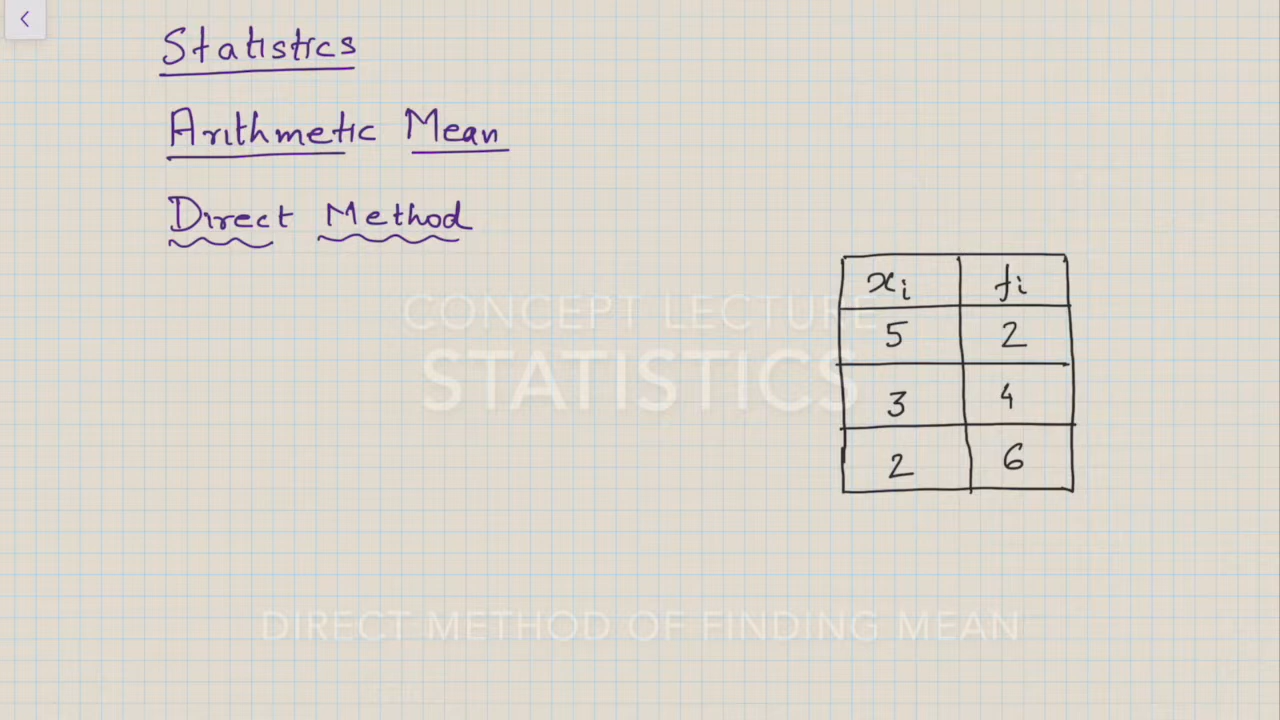 Statistics
Arithmetic Mean
Direct Method
xi fi
5 2
3 4
2 6
CONCEPT LECTURE
STATISTICS
DIRECT METHOD OF FINDING MEAN